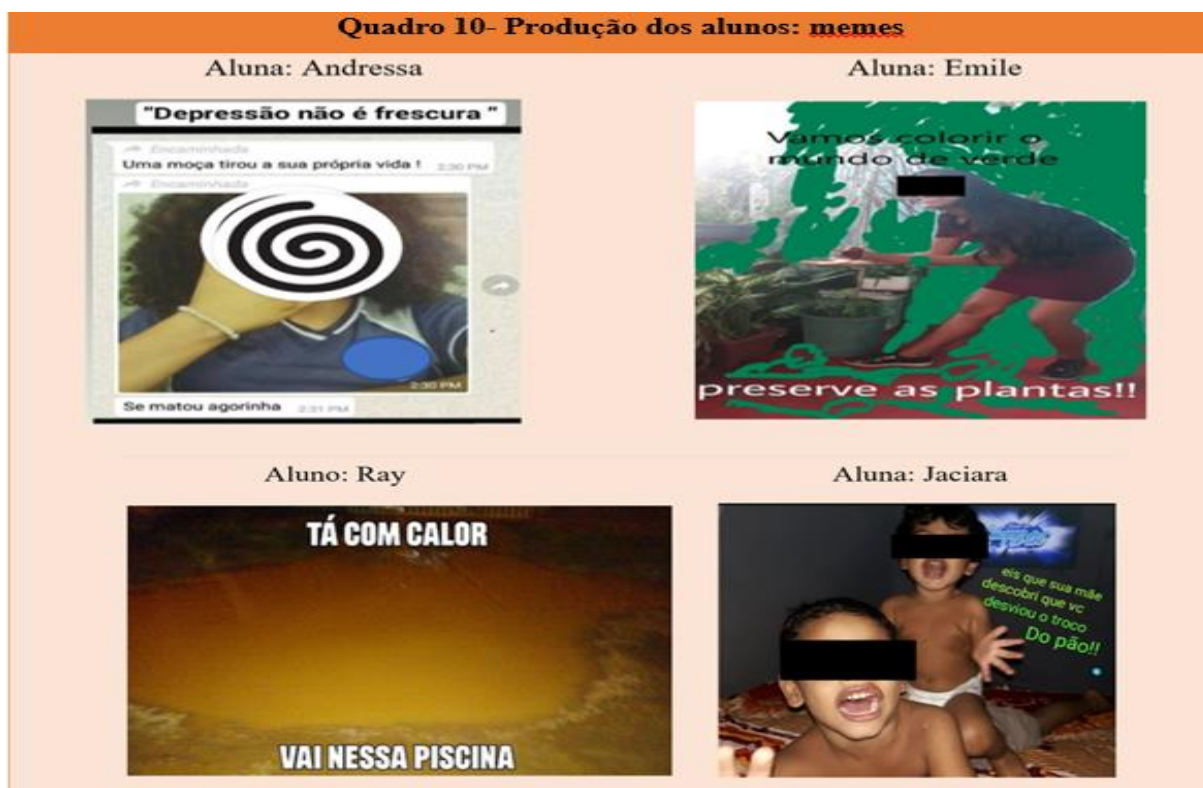 Quadro 10- Produção dos alunos: memes
Aluna: Andressa
"Depressão não é frescura "
Encaminhada
Uma moça tirou a sua própria vida ! 2:30 PM
Encaminhada
2:30 PM
Se matou agorinha 2:31 PM
Aluna: Emile
Vamos colorir o
mundo de verde
preserve as plantas!!
Aluno: Ray
TÁ COM CALOR
VAI NESSA PISCINA
Aluna: Jaciara
eis que sua mãe
descobri que vc
desviou o troco
Do pão!!